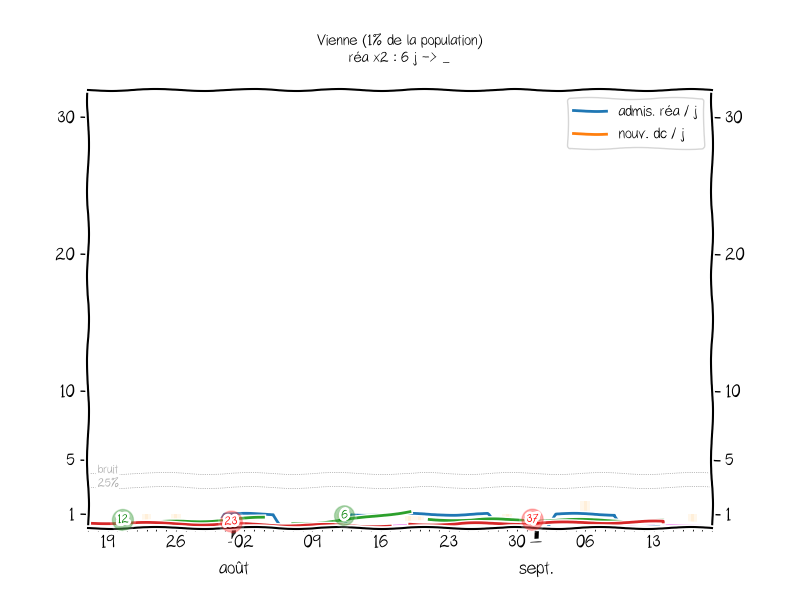 Vienne (1% de la population)
réa x2 : 6 j -> _
admis. réa / j
nouv. dc / j
30 30
20 20
10 10
5 5
bruit
25%
1 1
12 23 6 37
19 26 02 09 16 23 30 06 13
août sept.